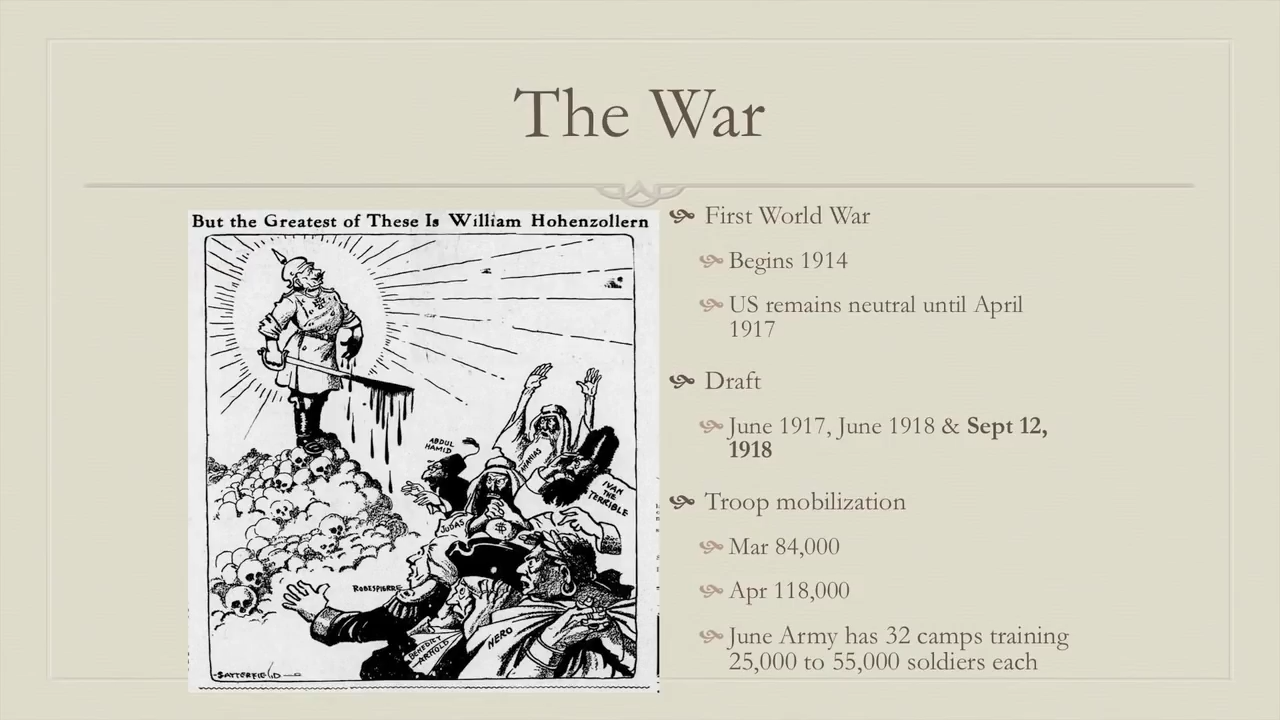 The War
But the Greatest of These Is William Hohenzollern
ABDUL
HAMID
IVAN
THE
TERRIBLE
JUDAS
$
ROBESPIERRE
BENEDICT
ARNOLD
NERO
SATTERFIELD
First World War
Begins 1914
US remains neutral until April
1917
Draft
June 1917, June 1918 & Sept 12,
1918
Troop mobilization
Mar 84,000
Apr 118,000
June Army has 32 camps training
25,000 to 55,000 soldiers each